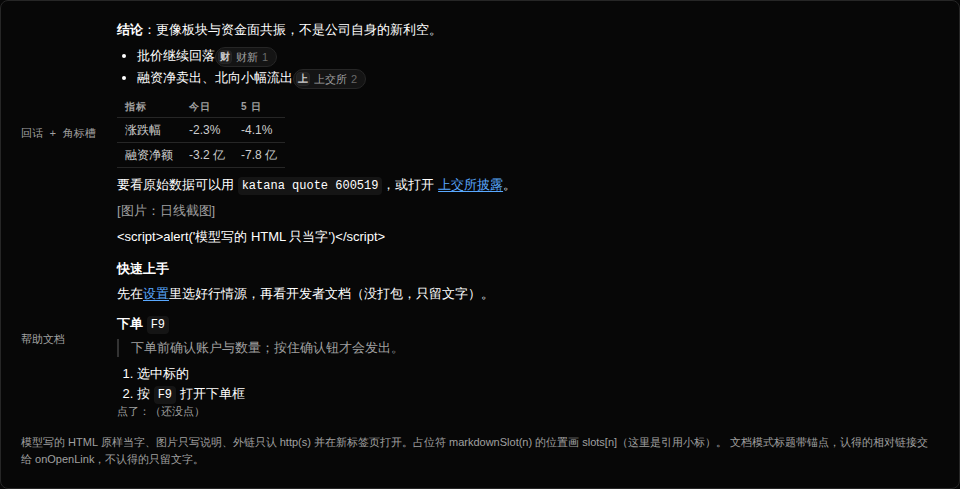 结论：更像板块与资金面共振，不是公司自身的新利空。
• 批价继续回落 财 财新 1
• 融资净卖出、北向小幅流出 上 上交所 2
指标 今日 5 日
涨跌幅 -2.3% -4.1%
融资净额 -3.2 亿 -7.8 亿
回话 + 角标槽
要看原始数据可以用 katana quote 600519，或打开 上交所披露。
[图片：日线截图]
<script>alert('模型写的 HTML 只当字')</script>
快速上手
先在设置里选好行情源，再看开发者文档（没打包，只留文字）。
下单 F9
帮助文档
下单前确认账户与数量；按住确认钮才会发出。
1. 选中标的
2. 按 F9 打开下单框
点了：（还没点）
模型写的 HTML 原样当字、图片只写说明、外链只认 http(s) 并在新标签页打开。占位符 markdownSlot(n) 的位置画 slots[n]（这里是引用小标）。 文档模式标题带锚点，认得的相对链接交
给 onOpenLink，不认得的只留文字。